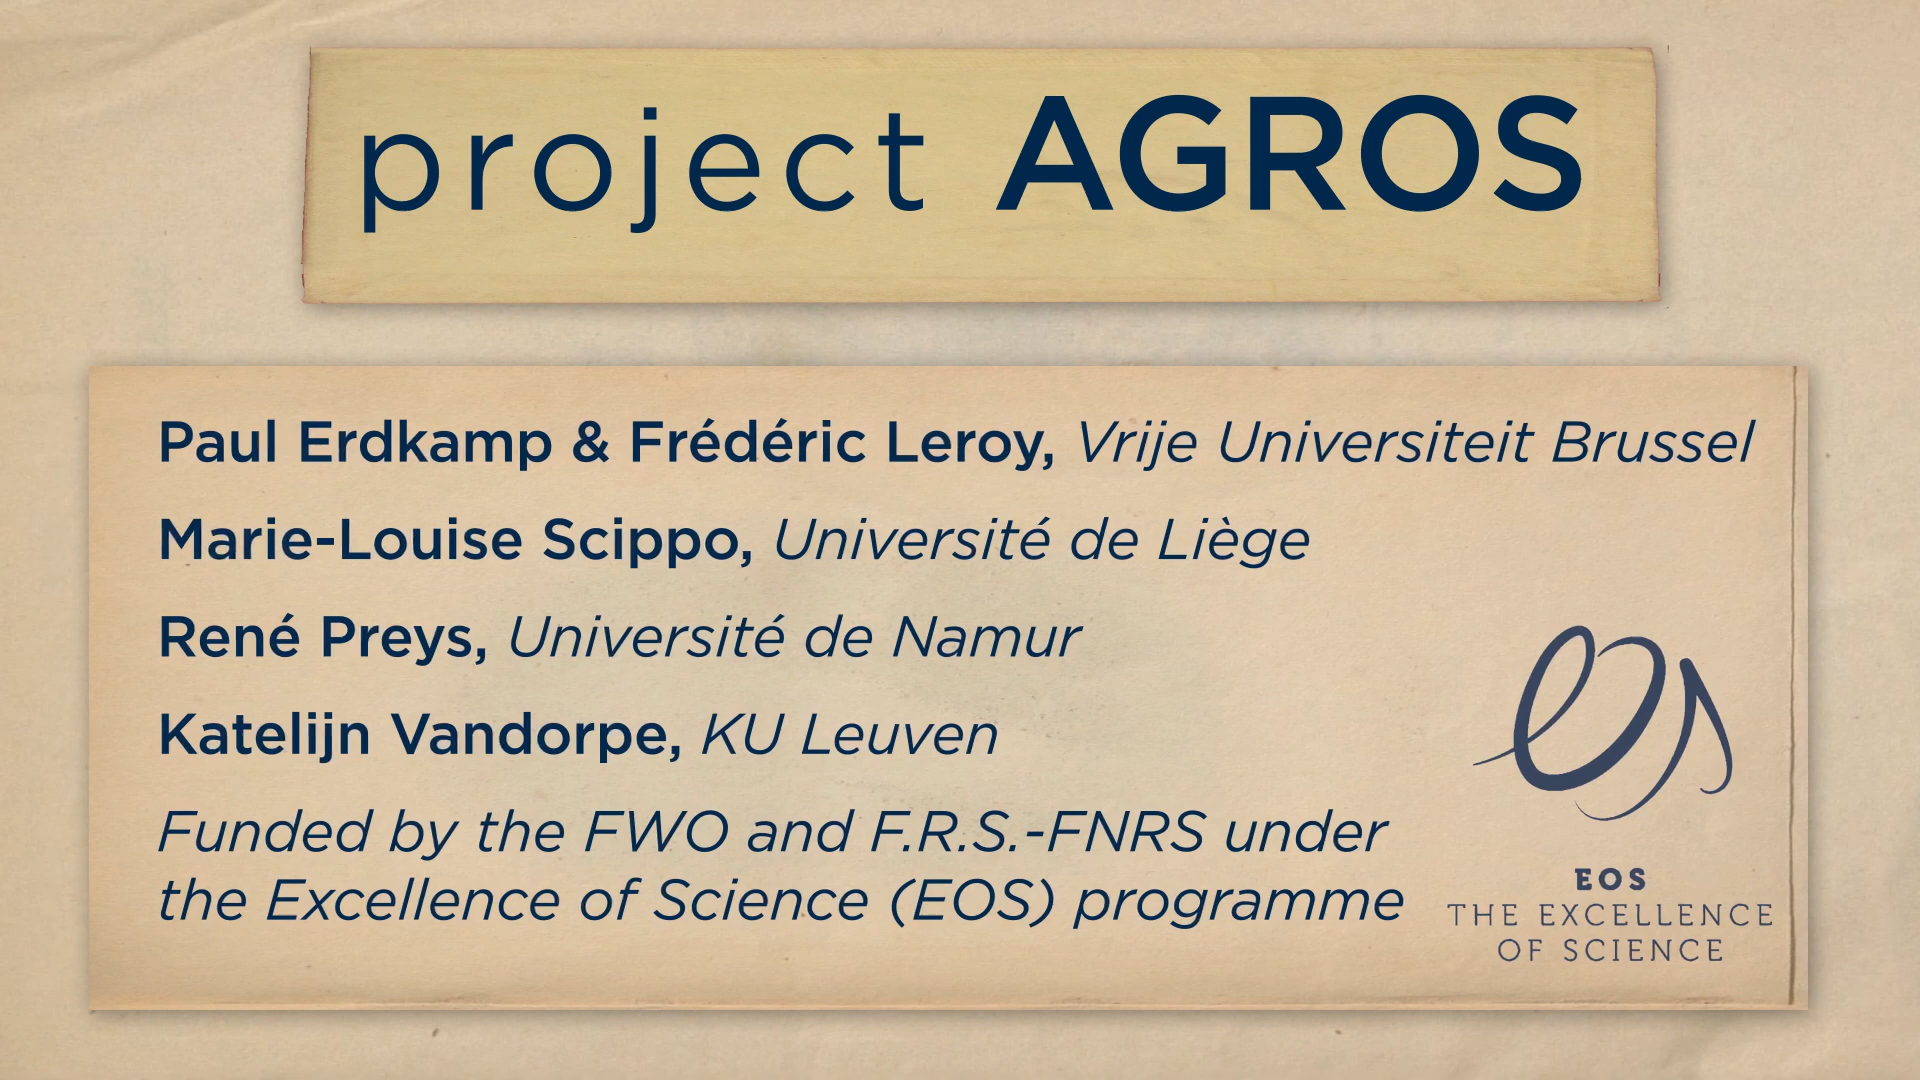 project AGROS
Paul Erdkamp & Frédéric Leroy, Vrije Universiteit Brussel
Marie-Louise Scippo, Université de Liège
René Preys, Université de Namur
Katelijn Vandorpe, KU Leuven
Funded by the FWO and F.R.S.-FNRS under
the Excellence of Science (EOS) programme
eos
EOS
THE EXCELLENCE
OF SCIENCE